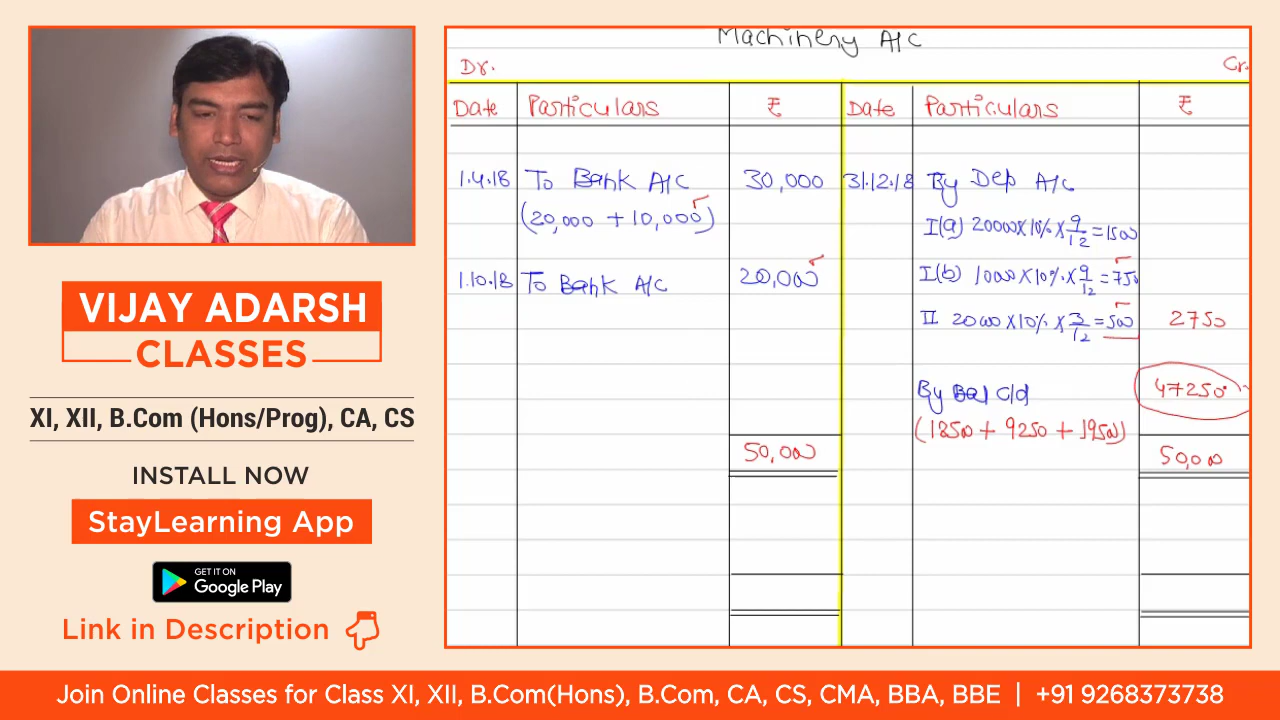 VIJAY ADARSH
CLASSES
XI, XII, B.Com (Hons/Prog), CA, CS
INSTALL NOW
StayLearning App
GET IT ON
Google Play
Link in Description
Machinery A/C
Dr. Cr.
Date Particulars ₹ Date Particulars ₹
1.4.18 To Bank A/C 30,000 31.12.18 By Dep A/C
(20,000 + 10,000) I(a) 20000×10%×9/12=1500
1.10.18 To Bank A/C 20,000 I(b) 10000×10%×9/12=750
II 20000×10%×3/12=500 2750
By Bal c/d 47250
(18500 + 9250 + 19500)
50,000 50,000
Join Online Classes for Class XI, XII, B.Com(Hons), B.Com, CA, CS, CMA, BBA, BBE | +91 9268373738